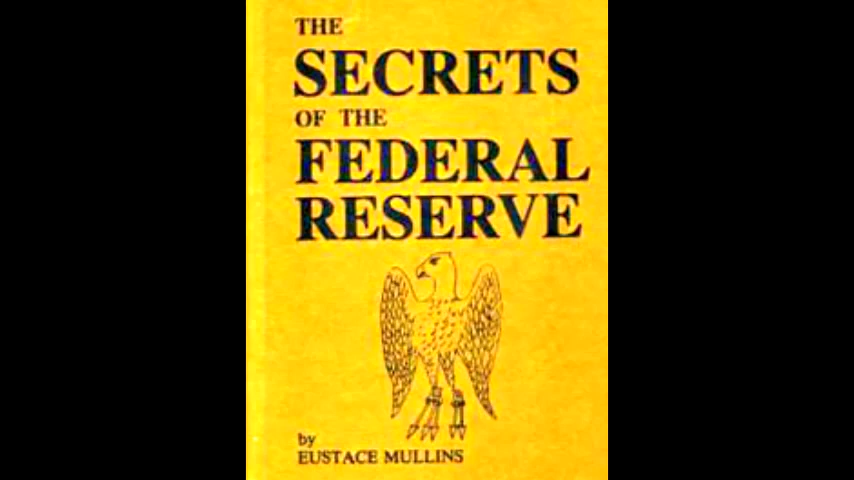 THE
SECRETS
OF THE
FEDERAL
RESERVE
by
EUSTACE MULLINS